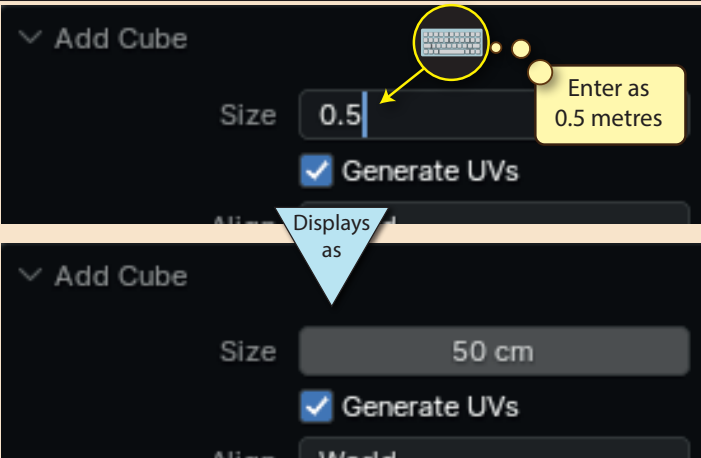 Add Cube
Size 0.5
Enter as
0.5 metres
Generate UVs
Displays
as
Add Cube
Size 50 cm
Generate UVs
Align World